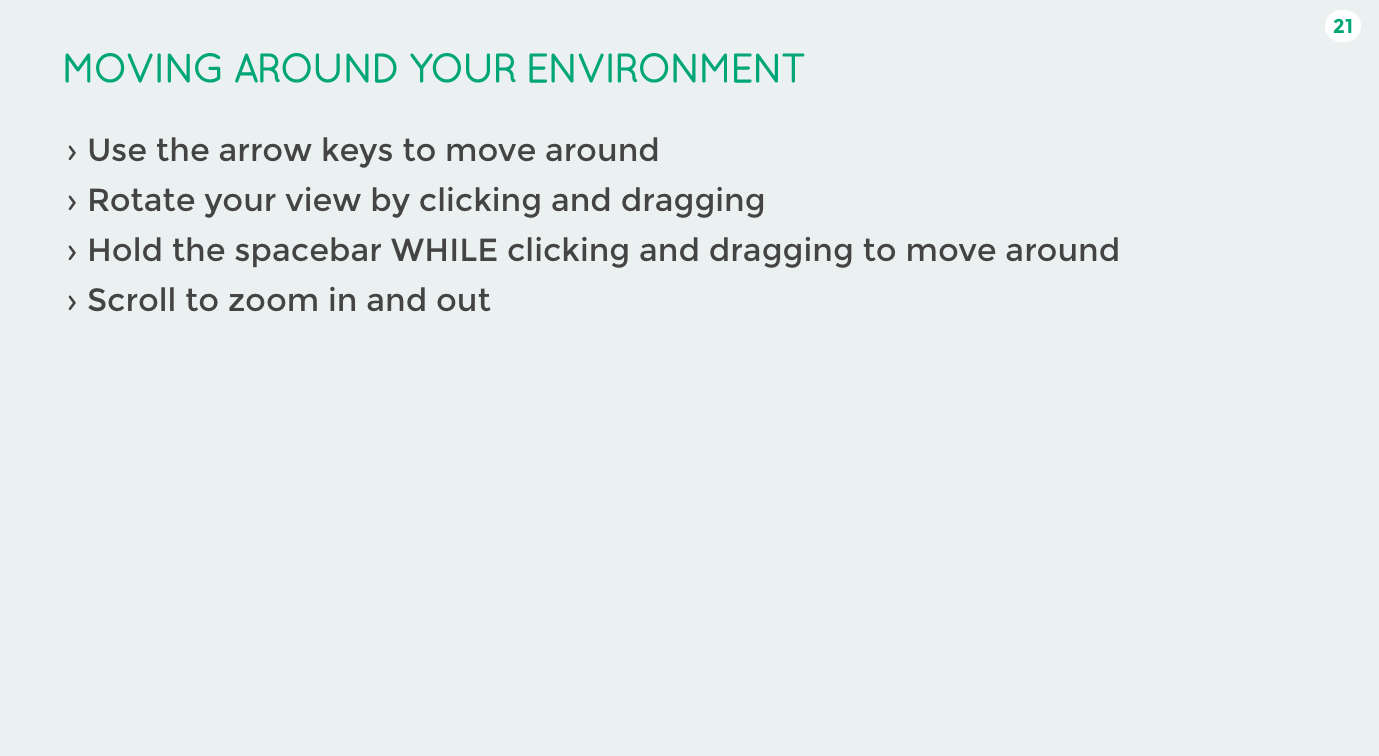 21
MOVING AROUND YOUR ENVIRONMENT
› Use the arrow keys to move around
› Rotate your view by clicking and dragging
› Hold the spacebar WHILE clicking and dragging to move around
› Scroll to zoom in and out